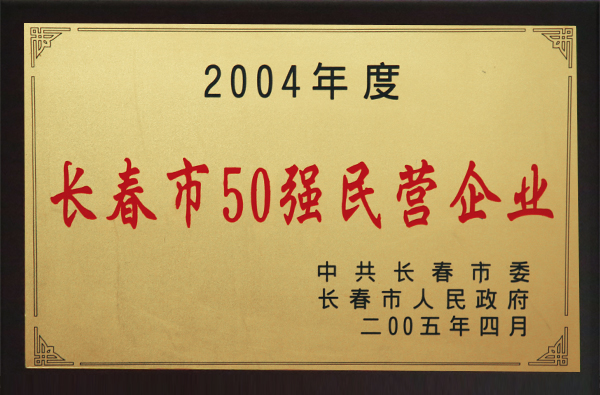 2004年度
长春市50强民营企业
中共长春市委
长春市人民政府
二00五年四月